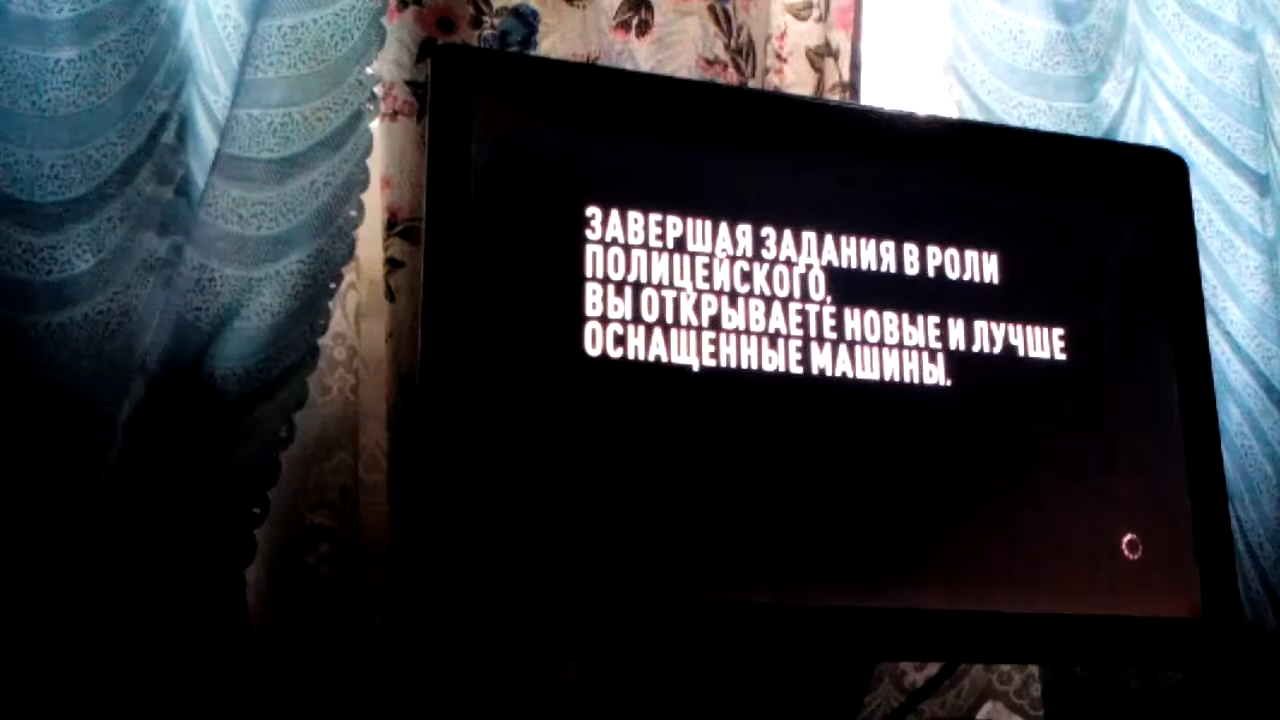 ЗАВЕРШАЯ ЗАДАНИЯ В РОЛИ
ПОЛИЦЕЙСКОГО,
ВЫ ОТКРЫВАЕТЕ НОВЫЕ И ЛУЧШЕ
ОСНАЩЕННЫЕ МАШИНЫ.